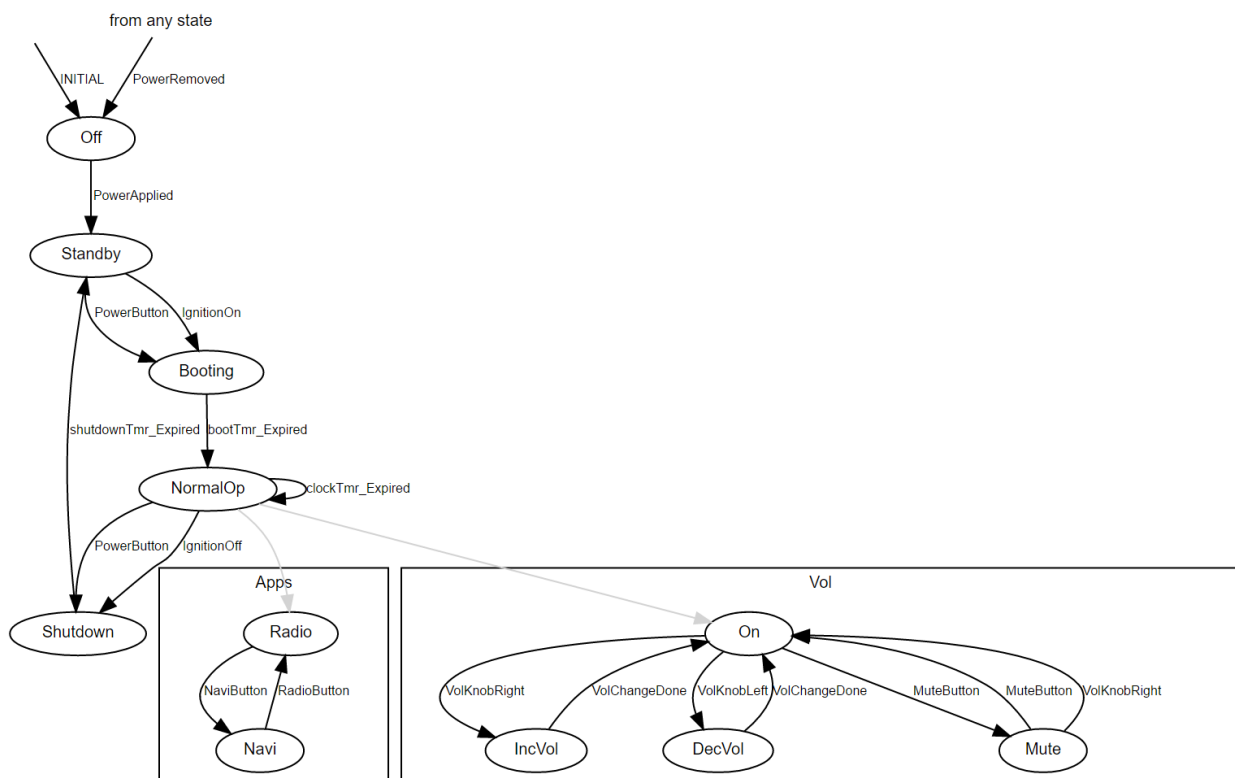 from any state
INITIAL
PowerRemoved
Off
PowerApplied
Standby
PowerButton
IgnitionOn
Booting
shutdownTmr_Expired
bootTmr_Expired
NormalOp
clockTmr_Expired
PowerButton
IgnitionOff
Apps
Vol
Shutdown
Radio
On
NaviButton
RadioButton
VolKnobRight
VolChangeDone
VolKnobLeft
VolChangeDone
MuteButton
MuteButton
VolKnobRight
Navi
IncVol
DecVol
Mute